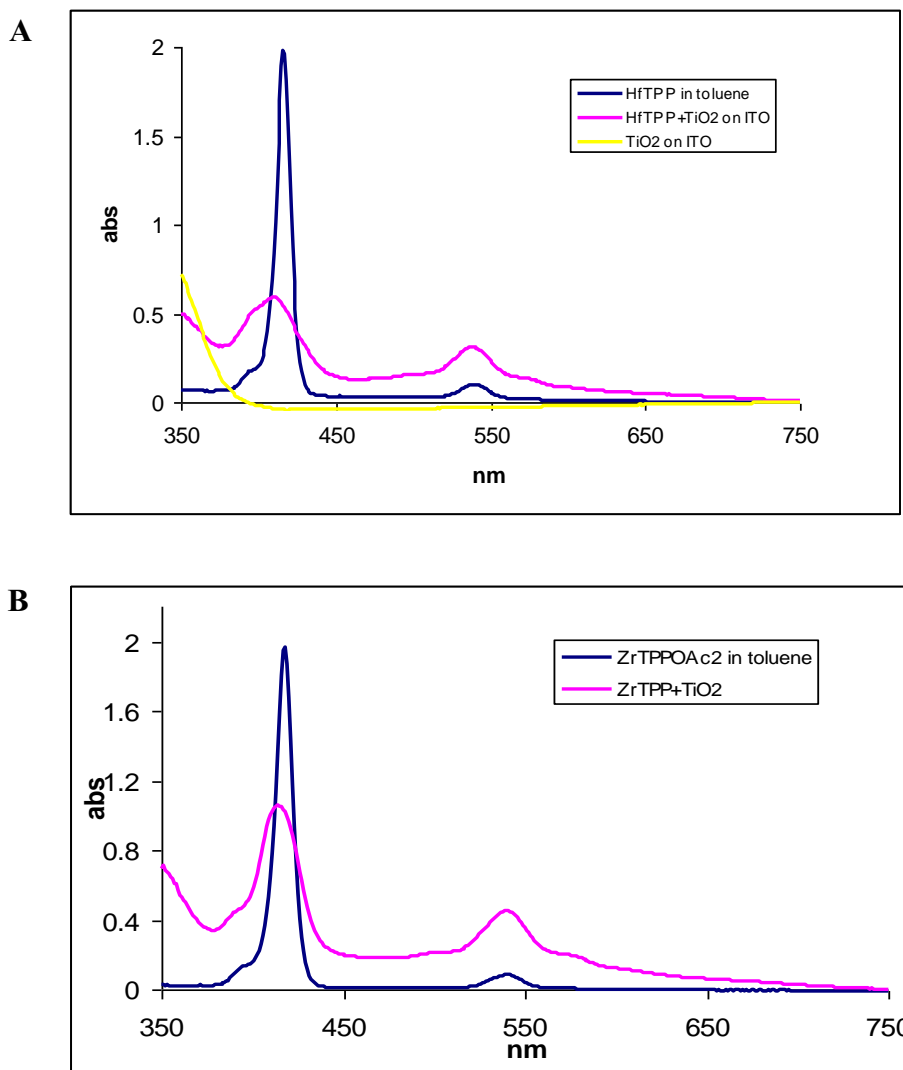 A
2
1.5
1
0.5
0
abs
350
450
550
650
750
nm
HfTPP in toluene
HfTPP+TiO2 on ITO
TiO2 on ITO
B
2
1.6
1.2
0.8
0.4
0
abs
350
450
550
650
750
nm
ZrTPPOAc2 in toluene
ZrTPP+TiO2